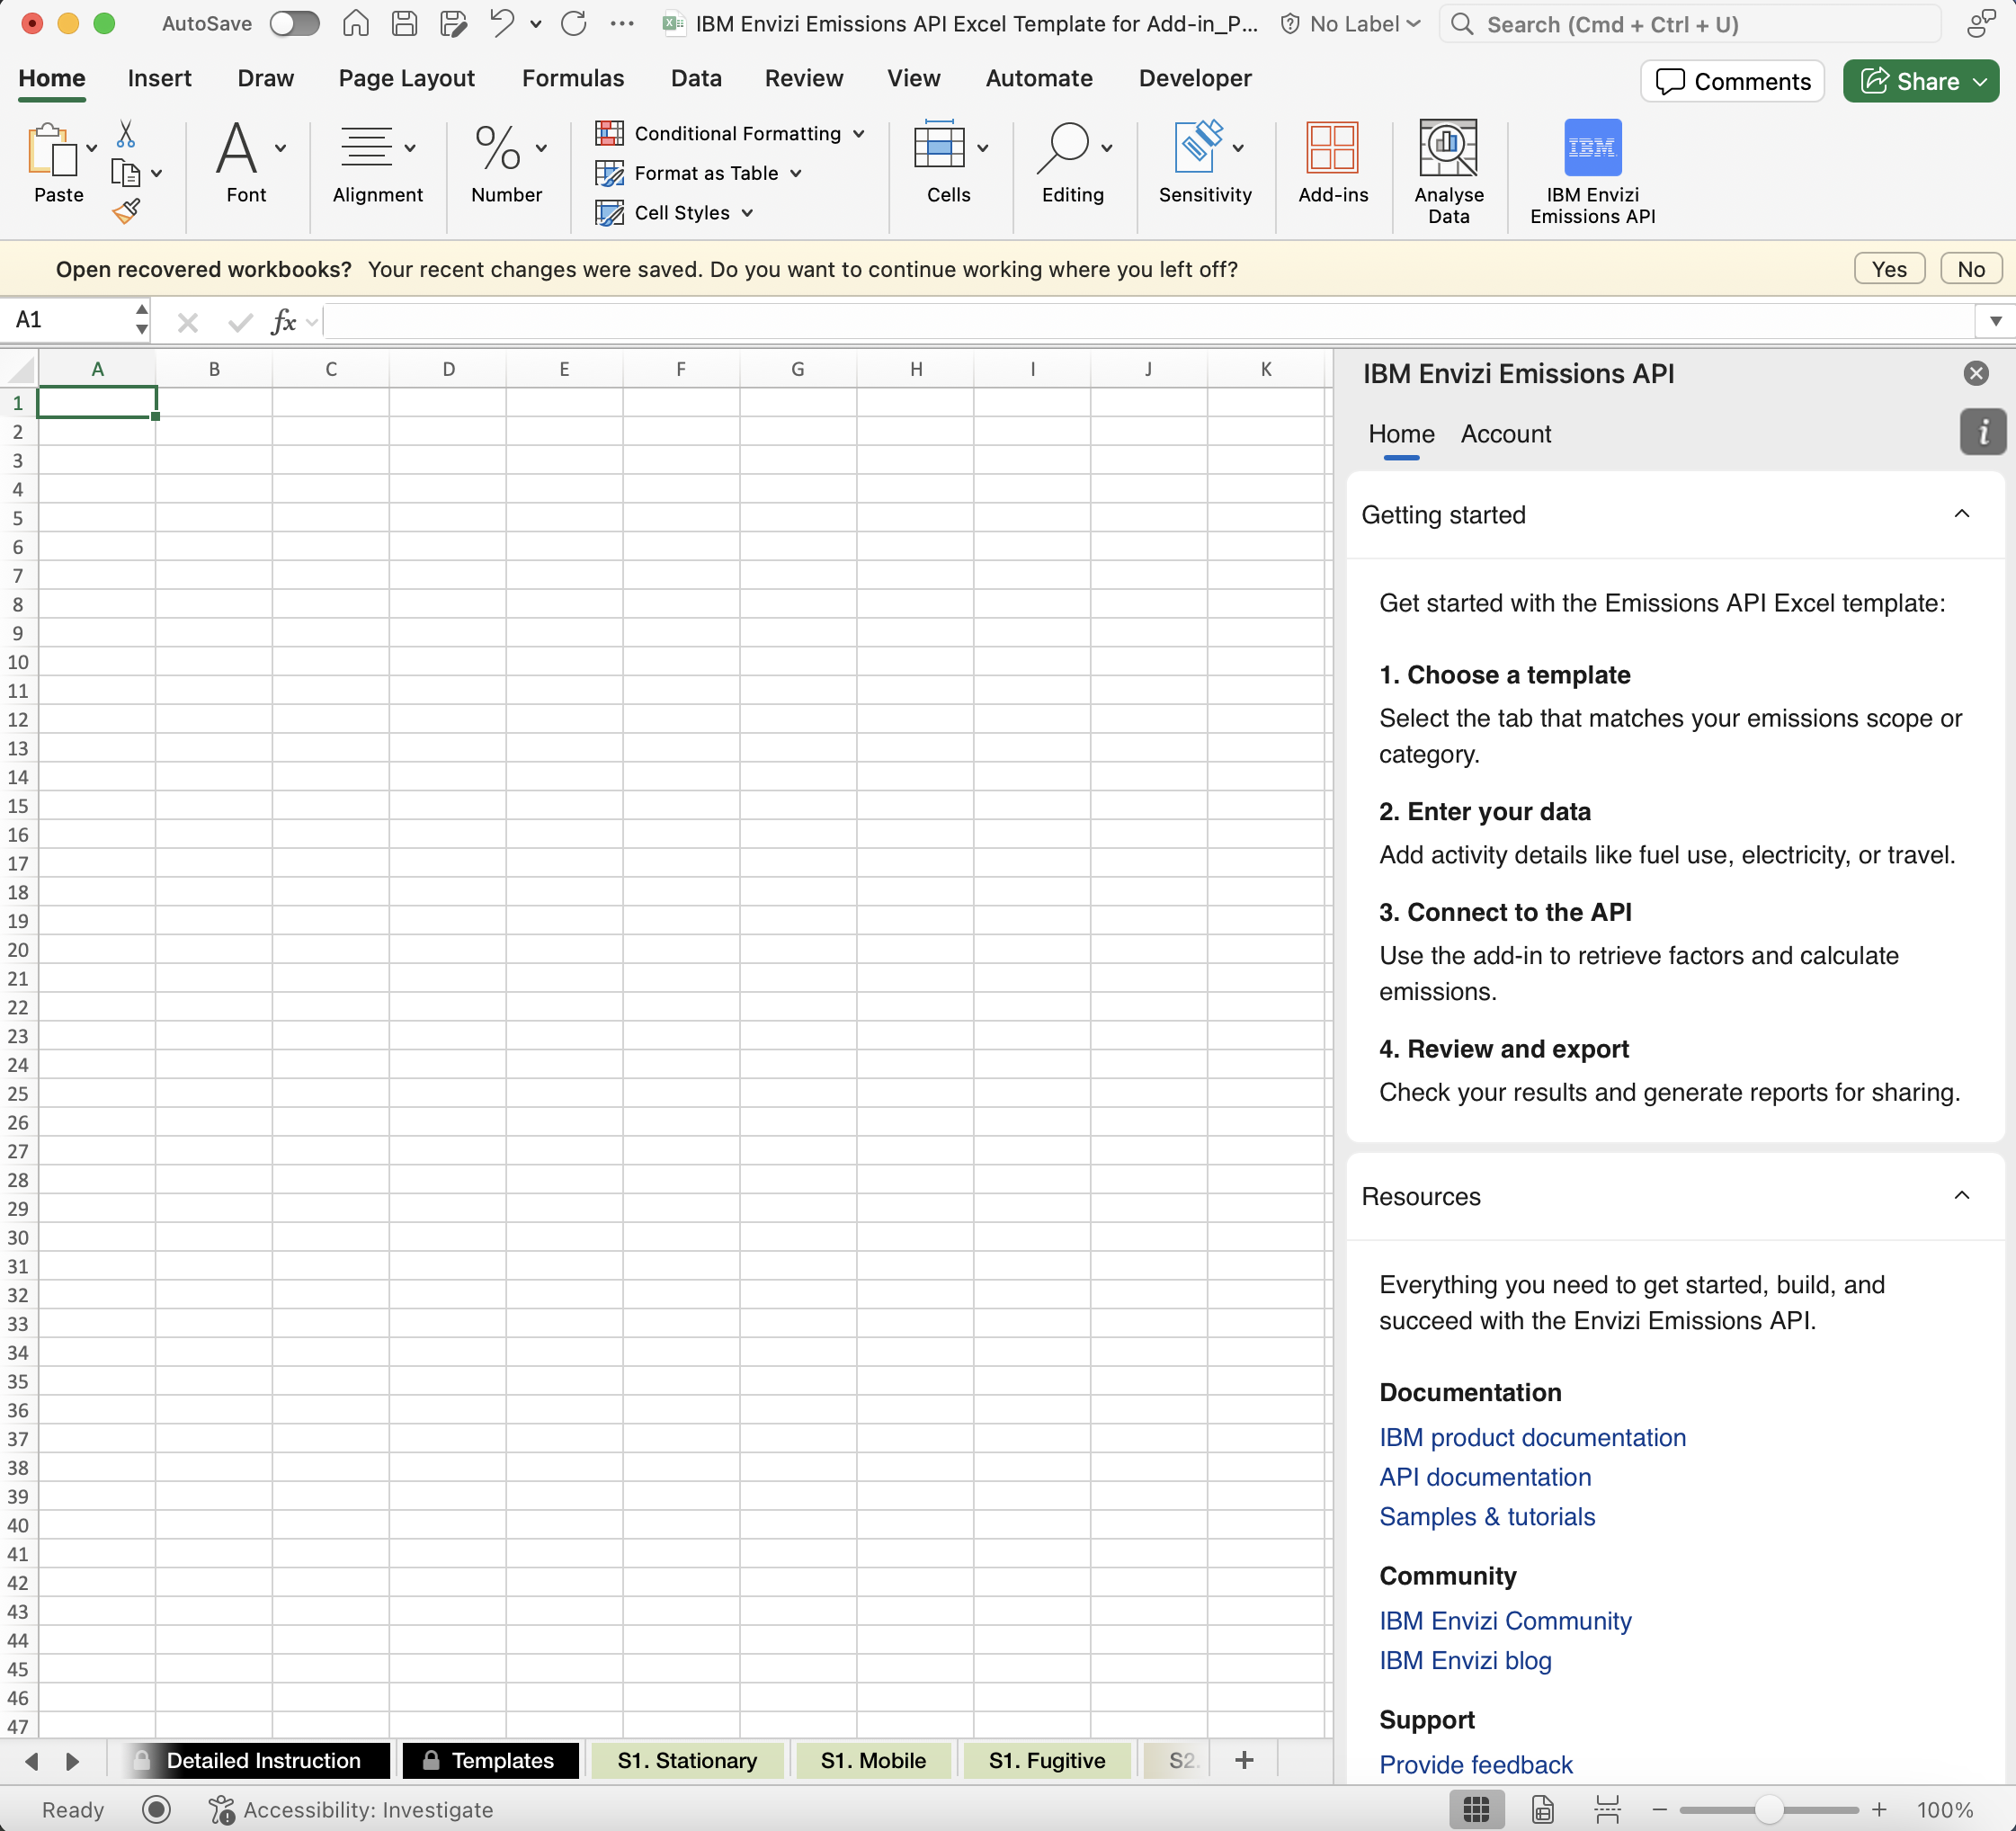 AutoSave
IBM Envizi Emissions API Excel Template for Add-in_P...
No Label
Search (Cmd + Ctrl + U)
Home Insert Draw Page Layout Formulas Data Review View Automate Developer
Comments
Share
Paste
Font
Alignment
%
Number
Conditional Formatting
Format as Table
Cell Styles
Cells
Editing
Sensitivity
Add-ins
Analyse
Data
IBM
IBM Envizi
Emissions API
Open recovered workbooks? Your recent changes were saved. Do you want to continue working where you left off?
Yes
No
A1
fx
A B C D E F G H I J K
1
2
3
4
5
6
7
8
9
10
11
12
13
14
15
16
17
18
19
20
21
22
23
24
25
26
27
28
29
30
31
32
33
34
35
36
37
38
39
40
41
42
43
44
45
46
47
IBM Envizi Emissions API
Home Account
i
Getting started
Get started with the Emissions API Excel template:
1. Choose a template
Select the tab that matches your emissions scope or
category.
2. Enter your data
Add activity details like fuel use, electricity, or travel.
3. Connect to the API
Use the add-in to retrieve factors and calculate
emissions.
4. Review and export
Check your results and generate reports for sharing.
Resources
Everything you need to get started, build, and
succeed with the Envizi Emissions API.
Documentation
IBM product documentation
API documentation
Samples & tutorials
Community
IBM Envizi Community
IBM Envizi blog
Support
Provide feedback
Detailed Instruction Templates S1. Stationary S1. Mobile S1. Fugitive S2. +
Ready
Accessibility: Investigate
100%